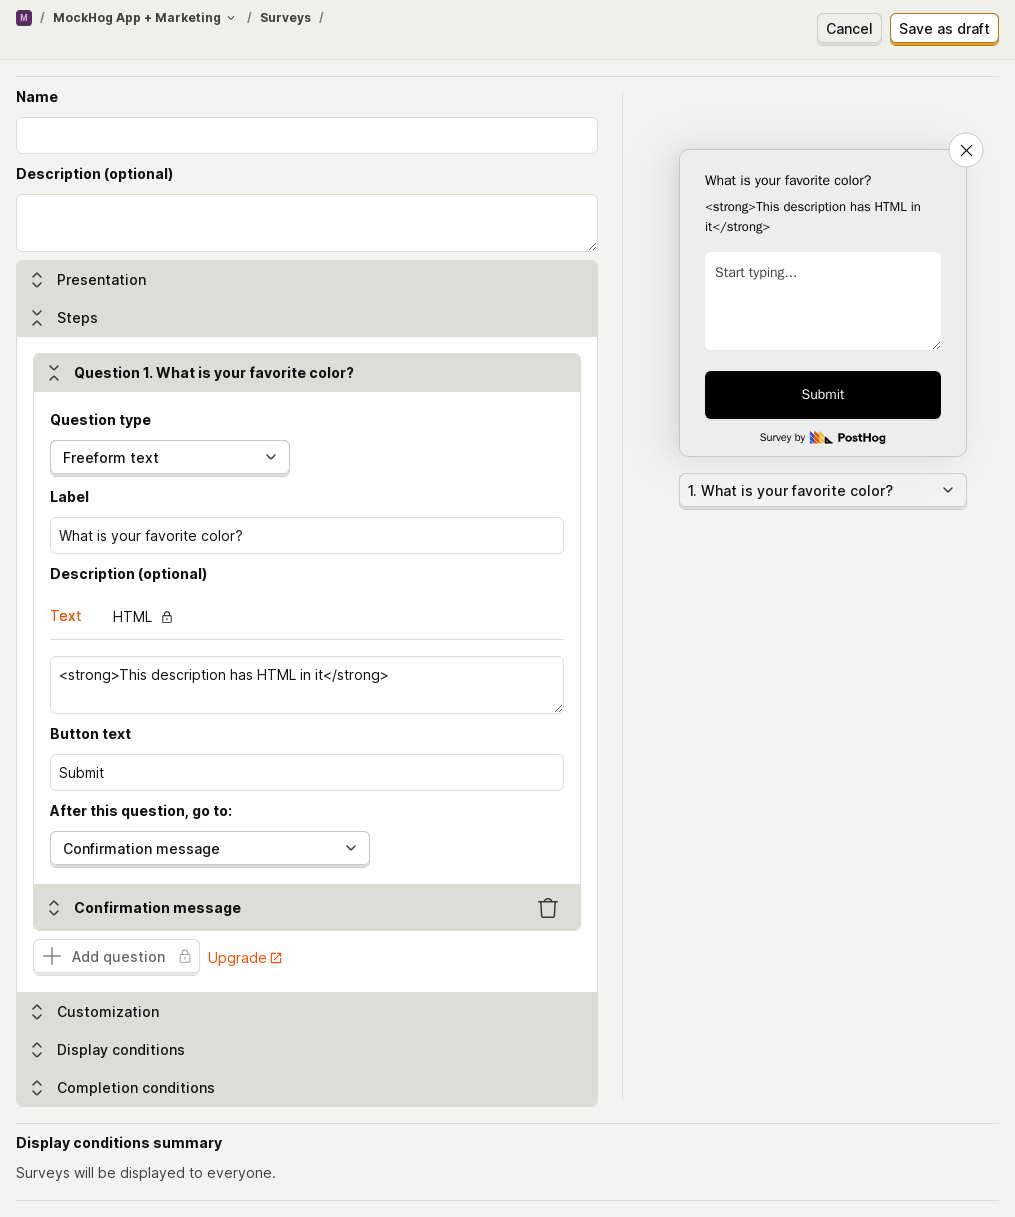 M / MockHog App + Marketing / Surveys /
Cancel
Save as draft
Name
Description (optional)
Presentation
Steps
Question 1. What is your favorite color?
Question type
Freeform text
Label
What is your favorite color?
Description (optional)
Text
HTML
<strong>This description has HTML in it</strong>
Button text
Submit
After this question, go to:
Confirmation message
Confirmation message
Add question
Upgrade
Customization
Display conditions
Completion conditions
What is your favorite color?
<strong>This description has HTML in
it</strong>
Start typing...
Submit
Survey by PostHog
1. What is your favorite color?
Display conditions summary
Surveys will be displayed to everyone.